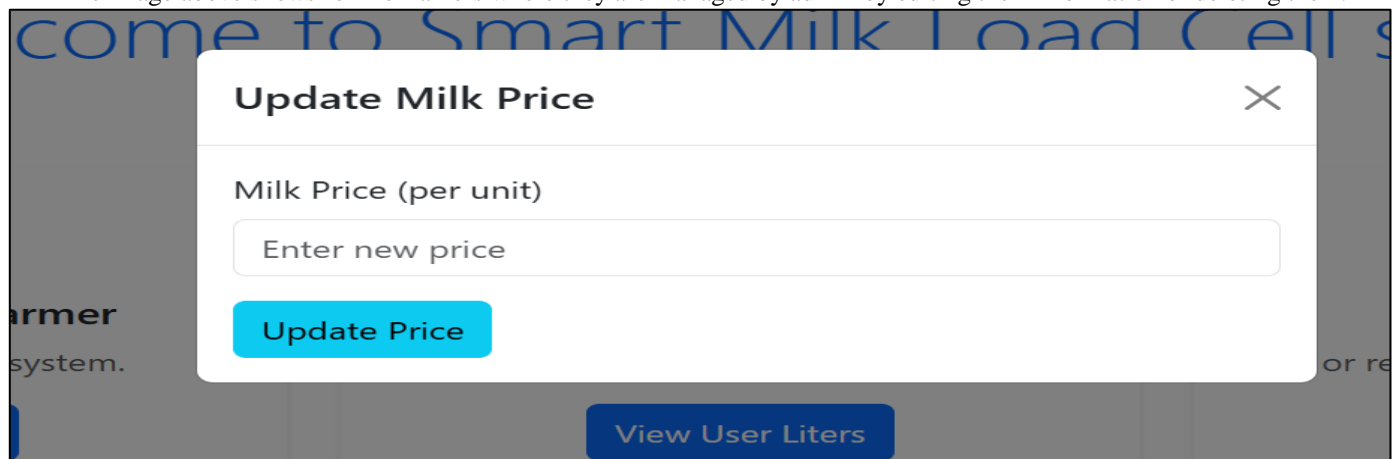 come to Smart Milk Load Cell s
Update Milk Price
Milk Price (per unit)
Enter new price
Update Price
armer
system.
or re
View User Liters